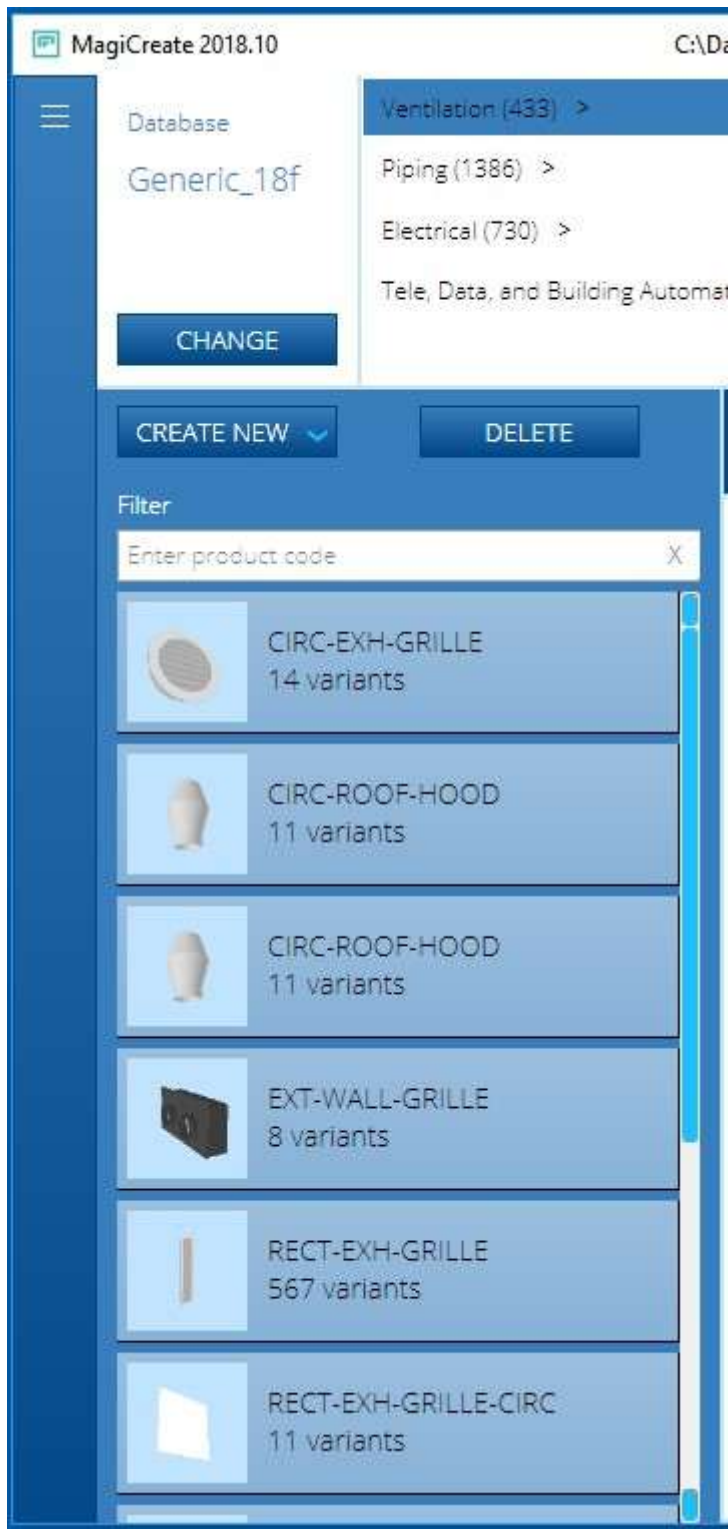 MagiCreate 2018.10
C:\Da
Database
Generic_18f
CHANGE
Ventilation (433) >
Piping (1386) >
Electrical (730) >
Tele, Data, and Building Automat
CREATE NEW
DELETE
Filter
Enter product code X
CIRC-EXH-GRILLE
14 variants
CIRC-ROOF-HOOD
11 variants
CIRC-ROOF-HOOD
11 variants
EXT-WALL-GRILLE
8 variants
RECT-EXH-GRILLE
567 variants
RECT-EXH-GRILLE-CIRC
11 variants